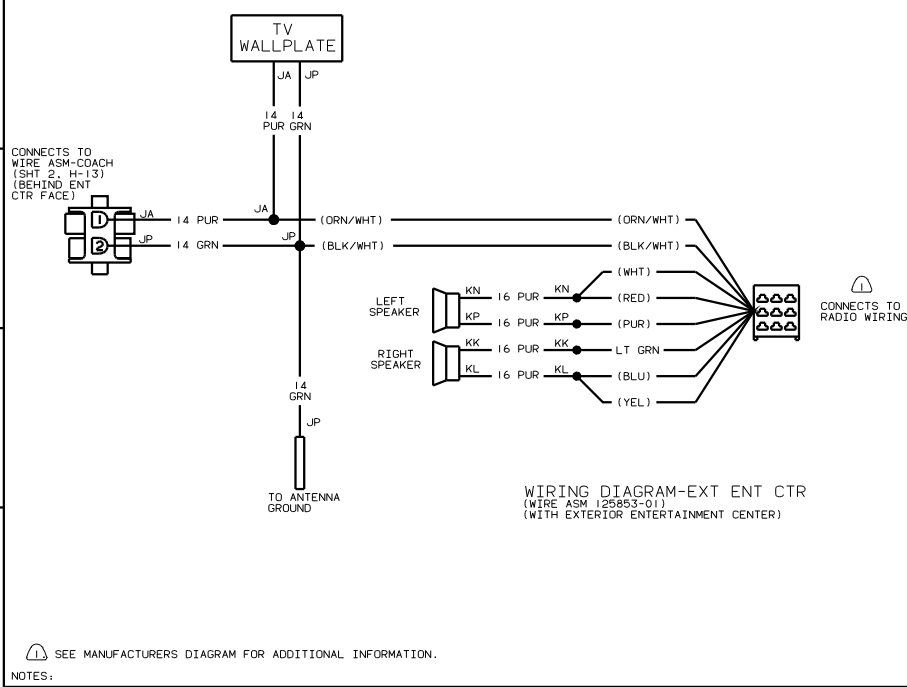 TV
WALLPLATE
JA JP
14 14
PUR GRN
CONNECTS TO
WIRE ASM-COACH
(SHT 2, H-13)
(BEHIND ENT
CTR FACE)
1 JA 14 PUR JA (ORN/WHT) (ORN/WHT)
2 JP 14 GRN JP (BLK/WHT) (BLK/WHT)
(WHT)
LEFT
SPEAKER
KN 16 PUR KN (RED)
KP 16 PUR KP (PUR)
RIGHT
SPEAKER
KK 16 PUR KK LT GRN
KL 16 PUR KL (BLU)
(YEL)
1
CONNECTS TO
RADIO WIRING
14
GRN
JP
TO ANTENNA
GROUND
WIRING DIAGRAM-EXT ENT CTR
(WIRE ASM 125853-01)
(WITH EXTERIOR ENTERTAINMENT CENTER)
1. SEE MANUFACTURERS DIAGRAM FOR ADDITIONAL INFORMATION.
NOTES: